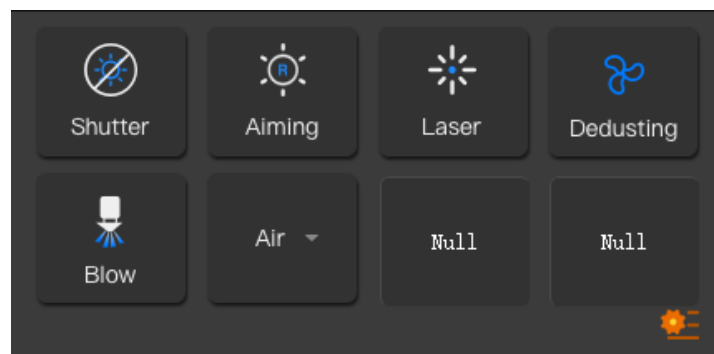 Shutter
Aiming
R
Laser
Dedusting
Blow
Air
Null
Null